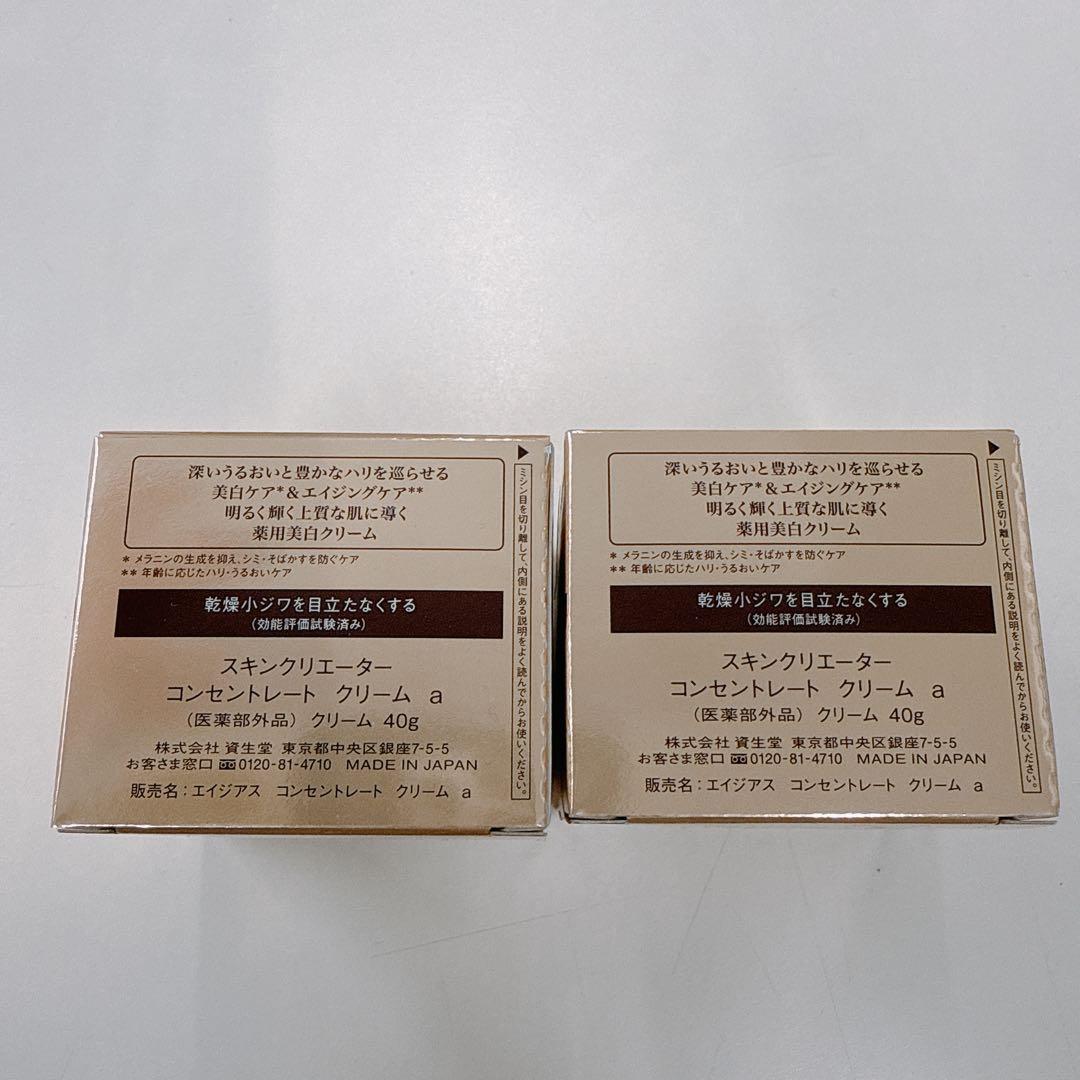 深いうるおいと豊かなハリを巡らせる
美白ケア*&エイジングケア**
明るく輝く上質な肌に導く
薬用美白クリーム
* メラニンの生成を抑え、シミ・そばかすを防ぐケア
** 年齢に応じたハリ・うるおいケア
乾燥小ジワを目立たなくする
(効能評価試験済み)
スキンクリエーター
コンセントレート クリーム a
(医薬部外品) クリーム 40g
株式会社 資生堂 東京都中央区銀座7-5-5
お客さま窓口 0120-81-4710 MADE IN JAPAN
販売名:エイジアス コンセントレート クリーム a
ミシン目を切り離して、内側にある説明をよく読んでからお使いください。
深いうるおいと豊かなハリを巡らせる
美白ケア*&エイジングケア**
明るく輝く上質な肌に導く
薬用美白クリーム
* メラニンの生成を抑え、シミ・そばかすを防ぐケア
** 年齢に応じたハリ・うるおいケア
乾燥小ジワを目立たなくする
(効能評価試験済み)
スキンクリエーター
コンセントレート クリーム a
(医薬部外品) クリーム 40g
株式会社 資生堂 東京都中央区銀座7-5-5
お客さま窓口 0120-81-4710 MADE IN JAPAN
販売名:エイジアス コンセントレート クリーム a
ミシン目を切り離して、内側にある説明をよく読んでからお使いください。